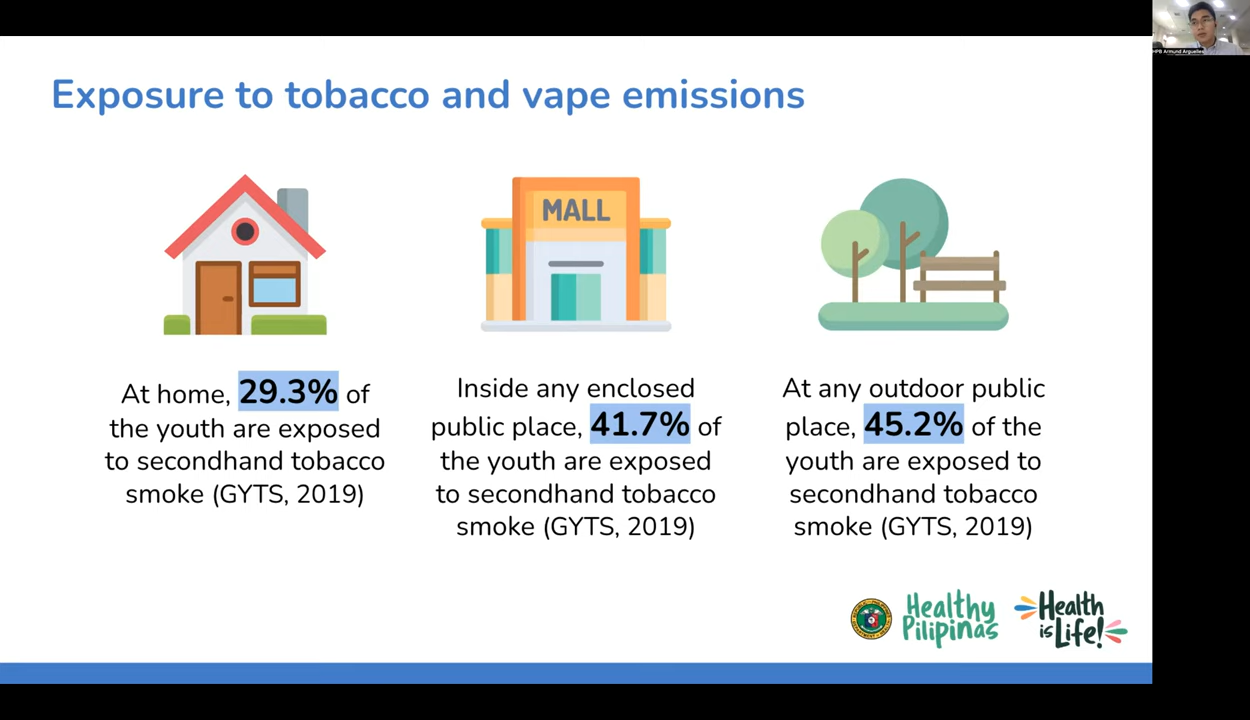 HPB Armund Arguelles
Exposure to tobacco and vape emissions
MALL
At home, 29.3% of
the youth are exposed
to secondhand tobacco
smoke (GYTS, 2019)
Inside any enclosed
public place, 41.7% of
the youth are exposed
to secondhand tobacco
smoke (GYTS, 2019)
At any outdoor public
place, 45.2% of the
youth are exposed to
secondhand tobacco
smoke (GYTS, 2019)
Healthy
Pilipinas
Health
is Life!